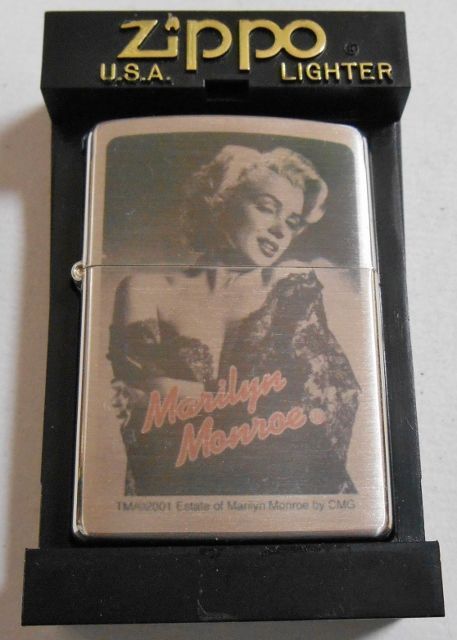 Zippo®
U.S.A. LIGHTER
Marilyn
Monroe®
TM/©2001 Estate of Marilyn Monroe by CMG